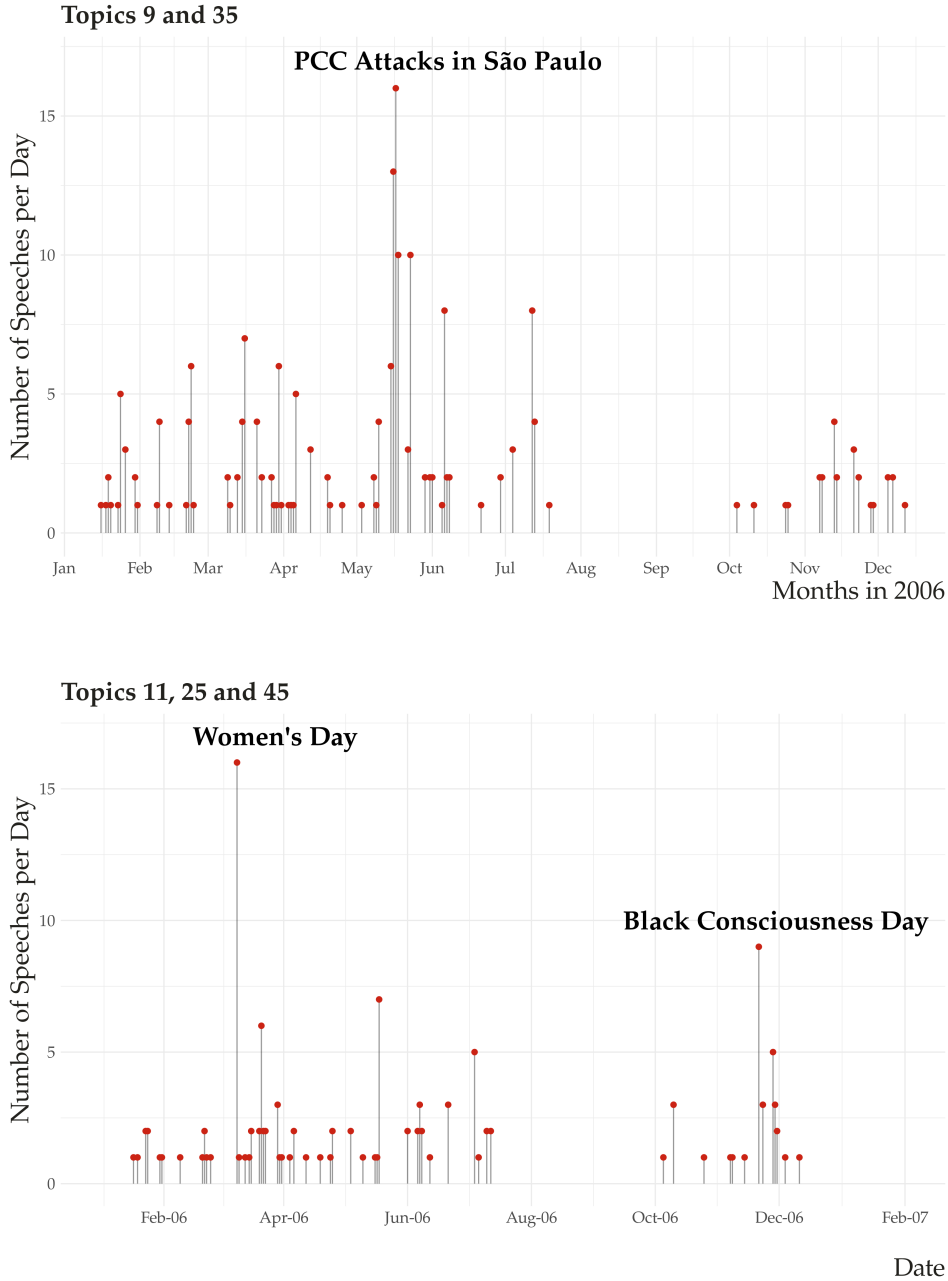 Topics 9 and 35
PCC Attacks in São Paulo
Number of Speeches per Day
15
10
5
0
Jan Feb Mar Apr May Jun Jul Aug Sep Oct Nov Dec
Months in 2006
Topics 11, 25 and 45
Women's Day
Black Consciousness Day
Number of Speeches per Day
15
10
5
0
Feb-06 Apr-06 Jun-06 Aug-06 Oct-06 Dec-06 Feb-07
Date